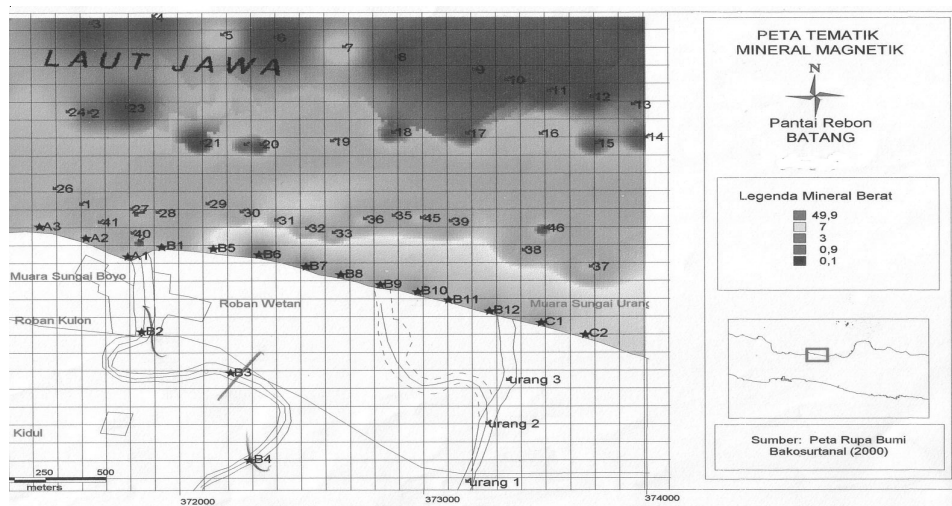 4
3
5
6
7
8
LAUT JAWA
9
10
11
12
13
24 2
23
14
15
16
17
18
19
20
21
26
1
27
28
29
30
31
32
33
36
35
45
39
46
38
37
41
40
A3
A2
A1
B1
B5
B6
B7
B8
B9
B10
B11
B12
C1
C2
Muara Sungai Boyo
Roban Wetan
Muara Sungai Urang
Roban Kulon
B2
B3
B4
Kidul
urang 3
urang 2
urang 1
250 500
meters
372000
373000
374000
PETA TEMATIK
MINERAL MAGNETIK
N
Pantai Rebon
BATANG
Legenda Mineral Berat
49,9
7
3
0,9
0,1
Sumber: Peta Rupa Bumi
Bakosurtanal (2000)